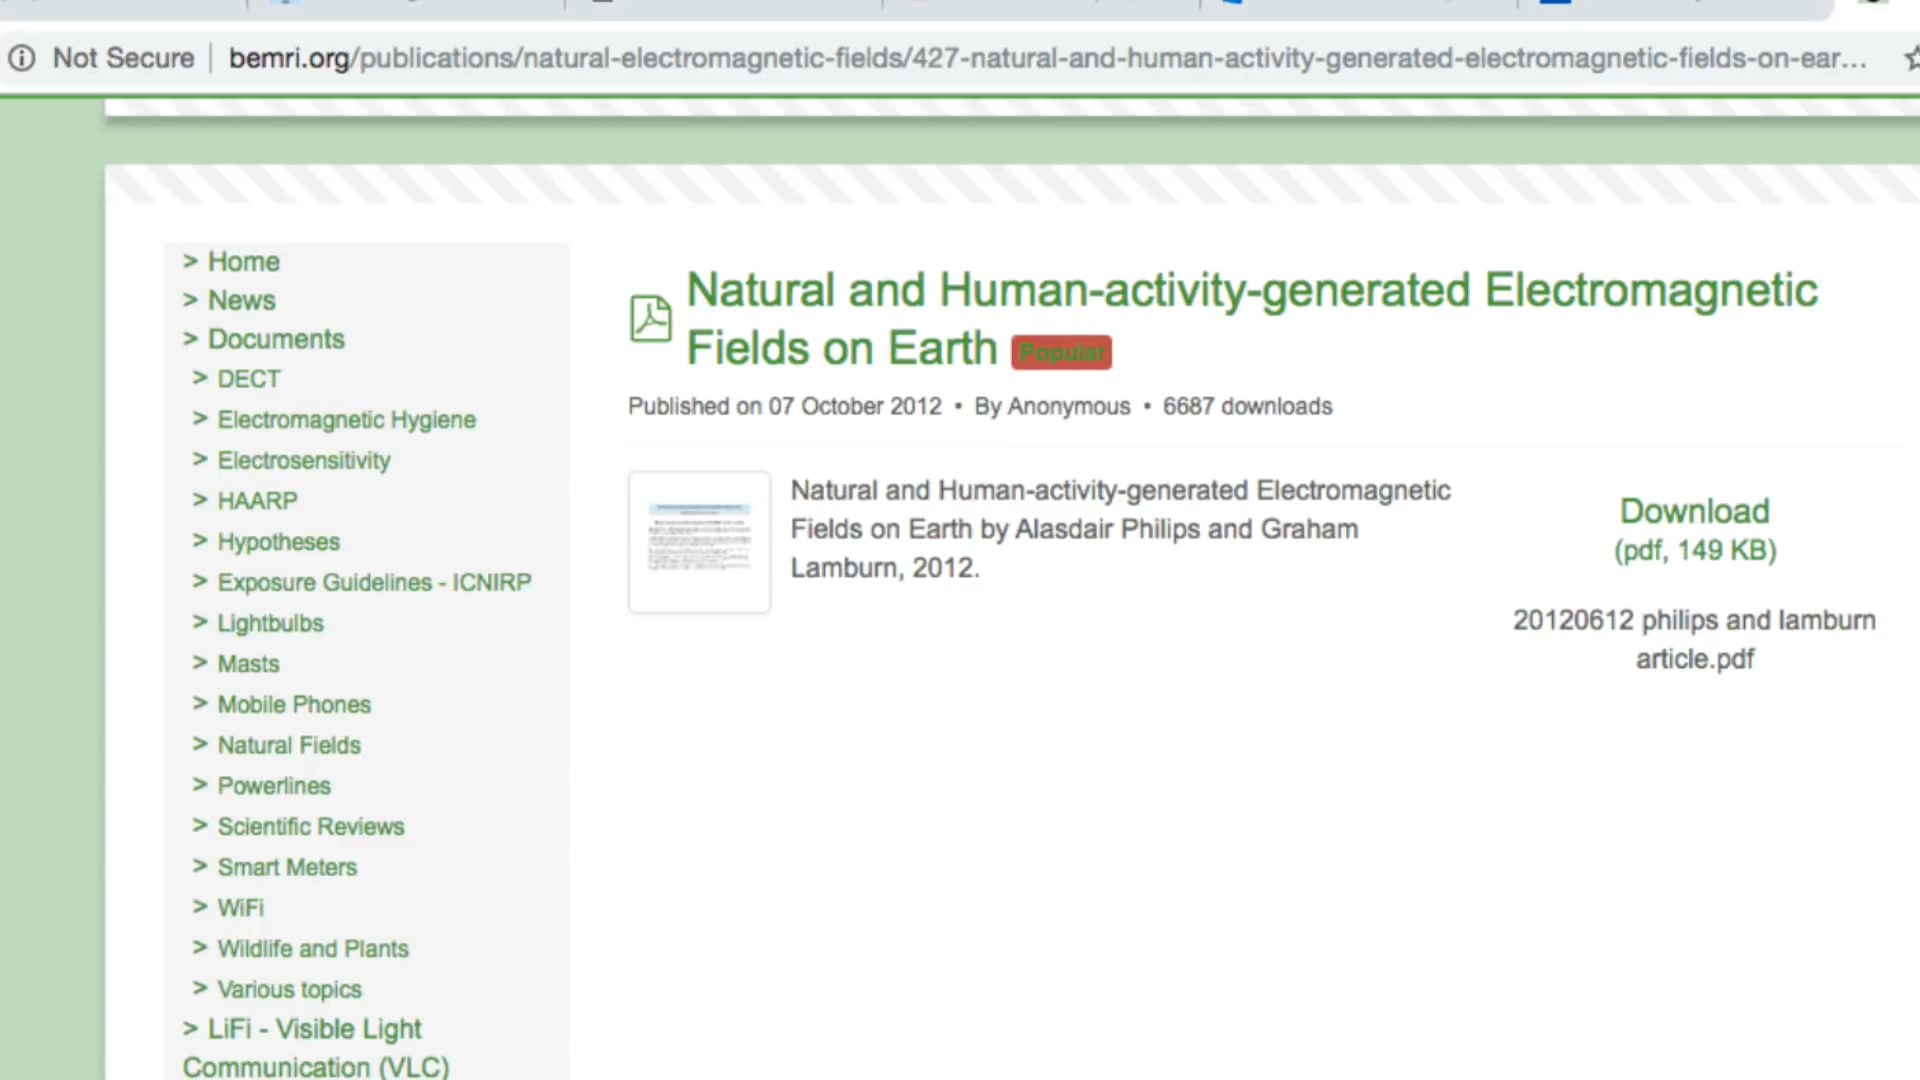 Not Secure | bemri.org/publications/natural-electromagnetic-fields/427-natural-and-human-activity-generated-electromagnetic-fields-on-ear...
> Home
> News
> Documents
> DECT
> Electromagnetic Hygiene
> Electrosensitivity
> HAARP
> Hypotheses
> Exposure Guidelines - ICNIRP
> Lightbulbs
> Masts
> Mobile Phones
> Natural Fields
> Powerlines
> Scientific Reviews
> Smart Meters
> WiFi
> Wildlife and Plants
> Various topics
> LiFi - Visible Light
Communication (VLC)
Natural and Human-activity-generated Electromagnetic
Fields on Earth Popular
Published on 07 October 2012 • By Anonymous • 6687 downloads
Natural and Human-activity-generated Electromagnetic
Fields on Earth by Alasdair Philips and Graham
Lamburn, 2012.
Download
(pdf, 149 KB)
20120612 philips and lamburn
article.pdf